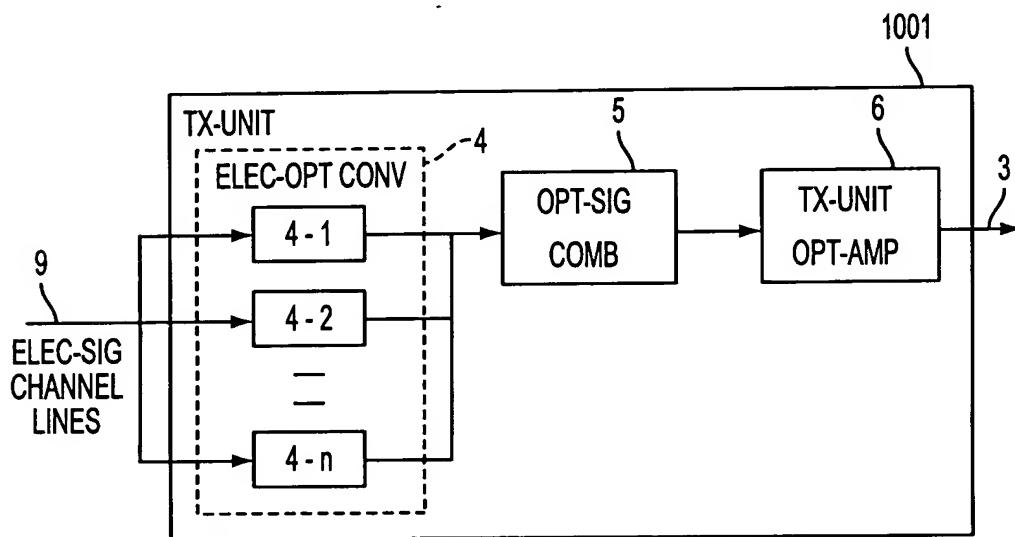 1001
TX-UNIT
4
5
6
ELEC-OPT CONV
OPT-SIG
COMB
TX-UNIT
OPT-AMP
3
4-1
9
4-2
ELEC-SIG
CHANNEL
LINES
4-n